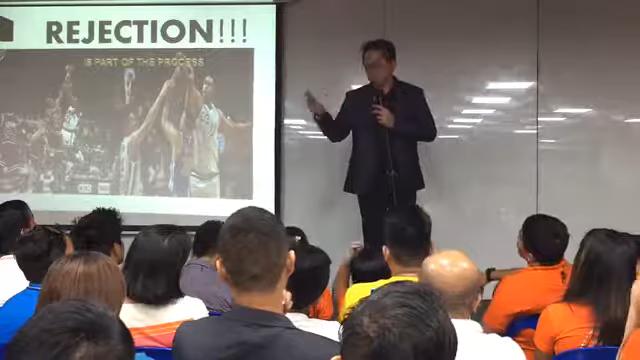 REJECTION!!!
IS PART OF THE PROCESS